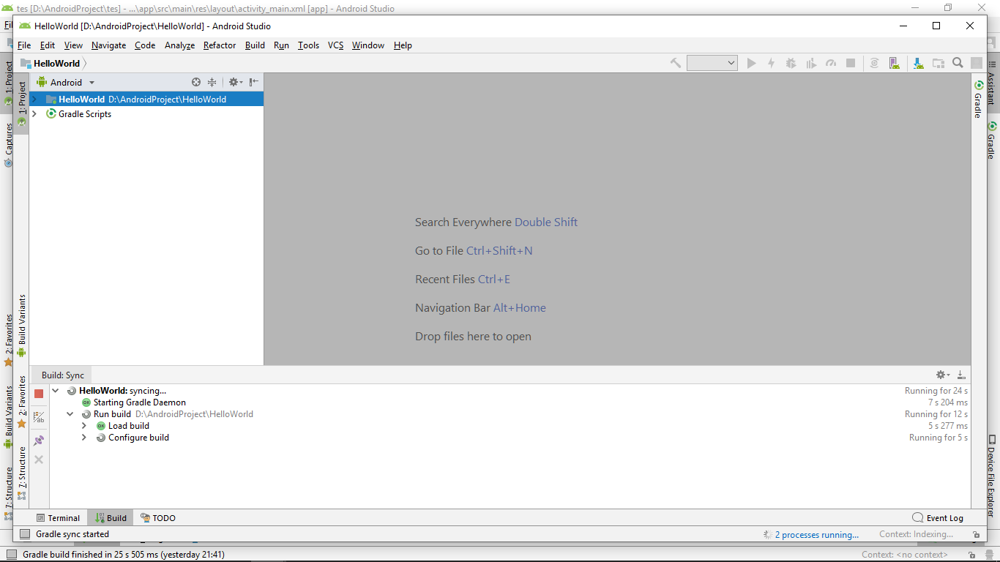 tes [D:\AndroidProject\tes] - ...\app\src\main\res\layout\activity_main.xml [app] - Android Studio
HelloWorld [D:\AndroidProject\HelloWorld] - Android Studio
File Edit View Navigate Code Analyze Refactor Build Run Tools VCS Window Help
HelloWorld
Android
HelloWorld D:\AndroidProject\HelloWorld
Gradle Scripts
1: Project
Captures
2: Favorites
Build Variants
7: Structure
1: Project
Build Variants
2: Favorites
7: Structure
Search Everywhere Double Shift
Go to File Ctrl+Shift+N
Recent Files Ctrl+E
Navigation Bar Alt+Home
Drop files here to open
Gradle
Assistant
Gradle
Device File Explorer
Build: Sync
HelloWorld: syncing... Running for 24 s
Starting Gradle Daemon 7 s 204 ms
Run build D:\AndroidProject\HelloWorld Running for 12 s
Load build 5 s 277 ms
Configure build Running for 5 s
Terminal Build TODO Event Log
Gradle sync started 2 processes running... Context: Indexing...
Gradle build finished in 25 s 505 ms (yesterday 21:41) Context: <no context>